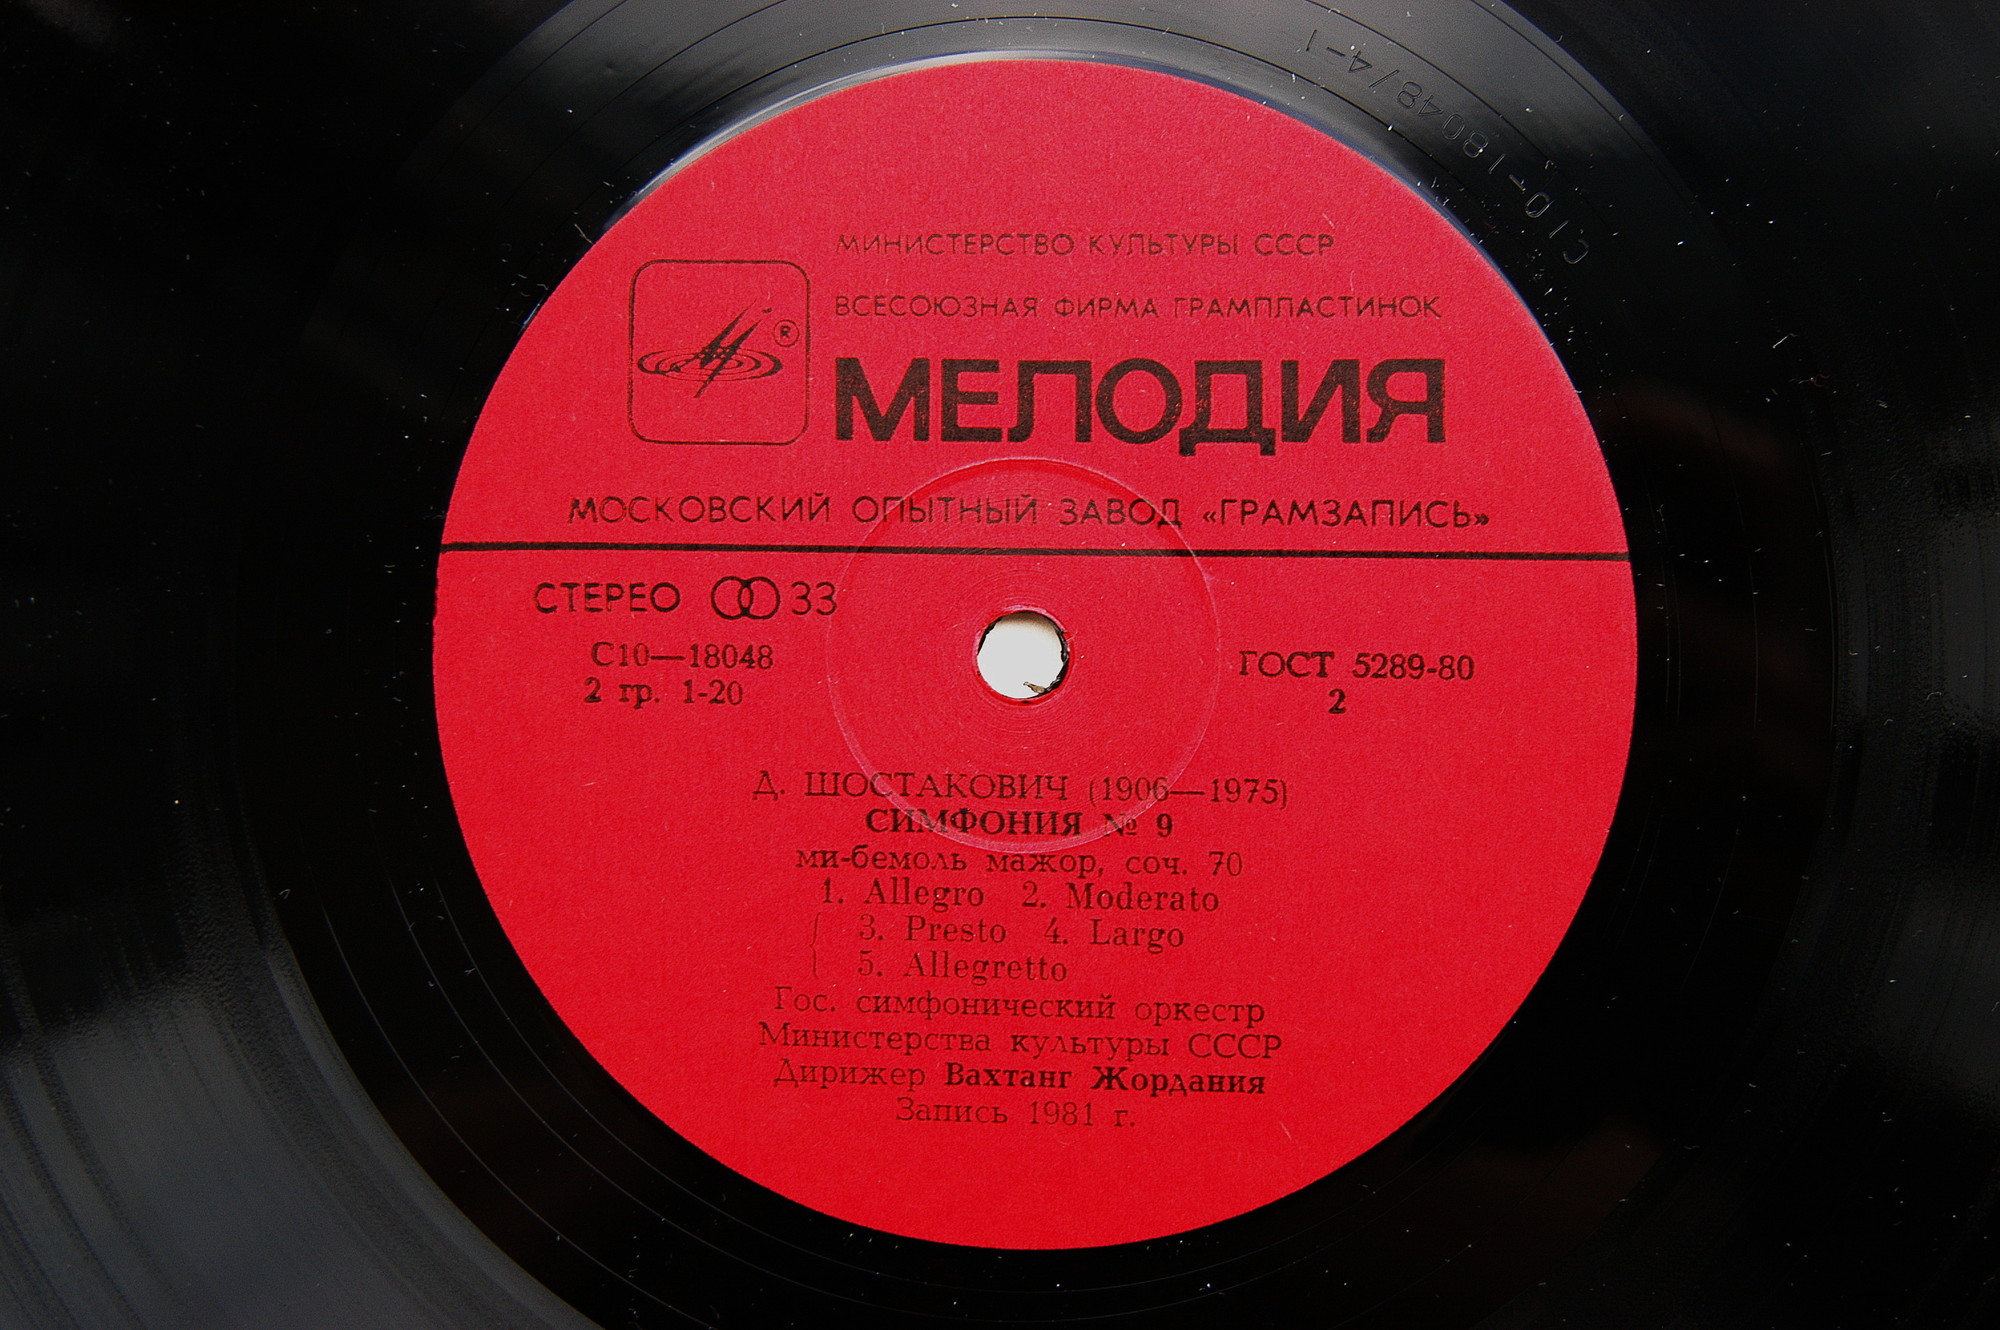 С10-18048/4-1
МИНИСТЕРСТВО КУЛЬТУРЫ СССР
ВСЕСОЮЗНАЯ ФИРМА ГРАМПЛАСТИНОК
®
МЕЛОДИЯ
МОСКОВСКИЙ ОПЫТНЫЙ ЗАВОД «ГРАМЗАПИСЬ»
СТЕРЕО 33
С10—18048
2 гр. 1-20
ГОСТ 5289-80
2
Д. ШОСТАКОВИЧ (1906—1975)
СИМФОНИЯ № 9
ми-бемоль мажор, соч. 70
1. Allegro 2. Moderato
3. Presto 4. Largo
5. Allegretto
Гос. симфонический оркестр
Министерства культуры СССР
Дирижер Вахтанг Жордания
Запись 1981 г.